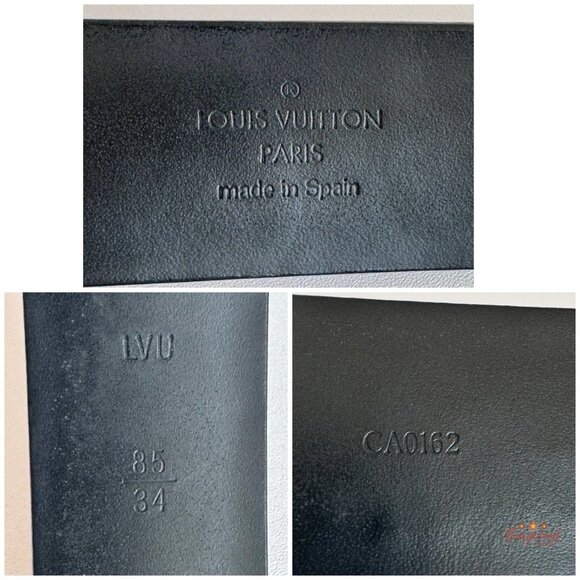 ®
LOUIS VUITTON
PARIS
made in Spain
LVU
85
34
CA0162